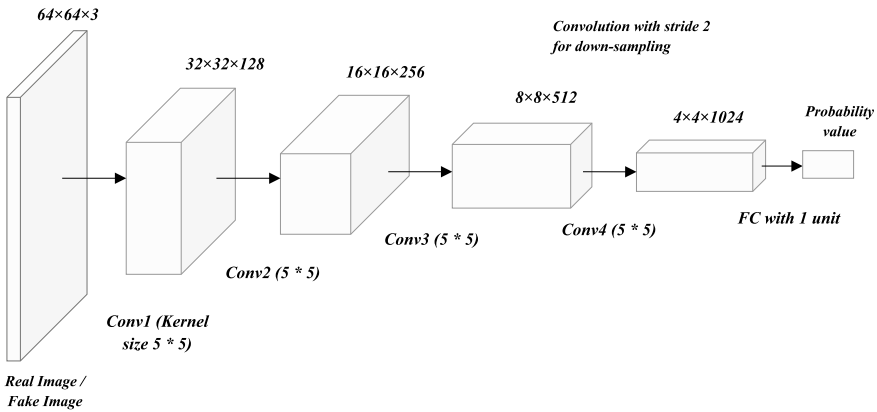 64×64×3
Convolution with stride 2
for down-sampling
32×32×128
16×16×256
8×8×512
4×4×1024
Probability
value
FC with 1 unit
Conv4 (5 * 5)
Conv3 (5 * 5)
Conv2 (5 * 5)
Conv1 (Kernel
size 5 * 5)
Real Image /
Fake Image